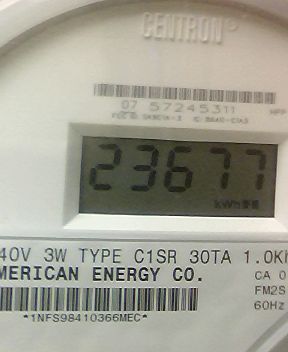 CENTRON®
07 57245311
23677
kWh
40V 3W TYPE C1SR 30TA 1.0Kh
MERICAN ENERGY CO.
CA 0
FM2S
60Hz
*1NFS98410366MEC*